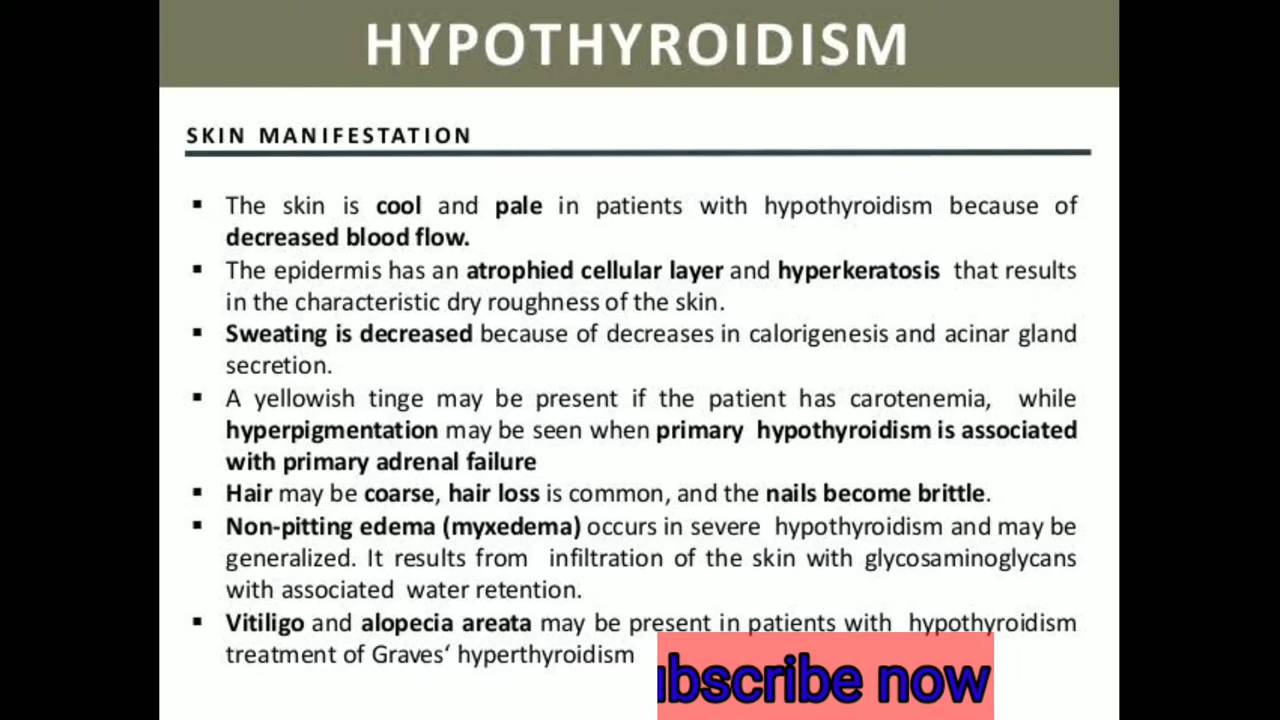 HYPOTHYROIDISM
SKIN MANIFESTATION
▪ The skin is cool and pale in patients with hypothyroidism because of
decreased blood flow.
▪ The epidermis has an atrophied cellular layer and hyperkeratosis that results
in the characteristic dry roughness of the skin.
▪ Sweating is decreased because of decreases in calorigenesis and acinar gland
secretion.
▪ A yellowish tinge may be present if the patient has carotenemia, while
hyperpigmentation may be seen when primary hypothyroidism is associated
with primary adrenal failure
▪ Hair may be coarse, hair loss is common, and the nails become brittle.
▪ Non-pitting edema (myxedema) occurs in severe hypothyroidism and may be
generalized. It results from infiltration of the skin with glycosaminoglycans
with associated water retention.
▪ Vitiligo and alopecia areata may be present in patients with hypothyroidism
treatment of Graves‘ hyperthyroidism
ubscribe now